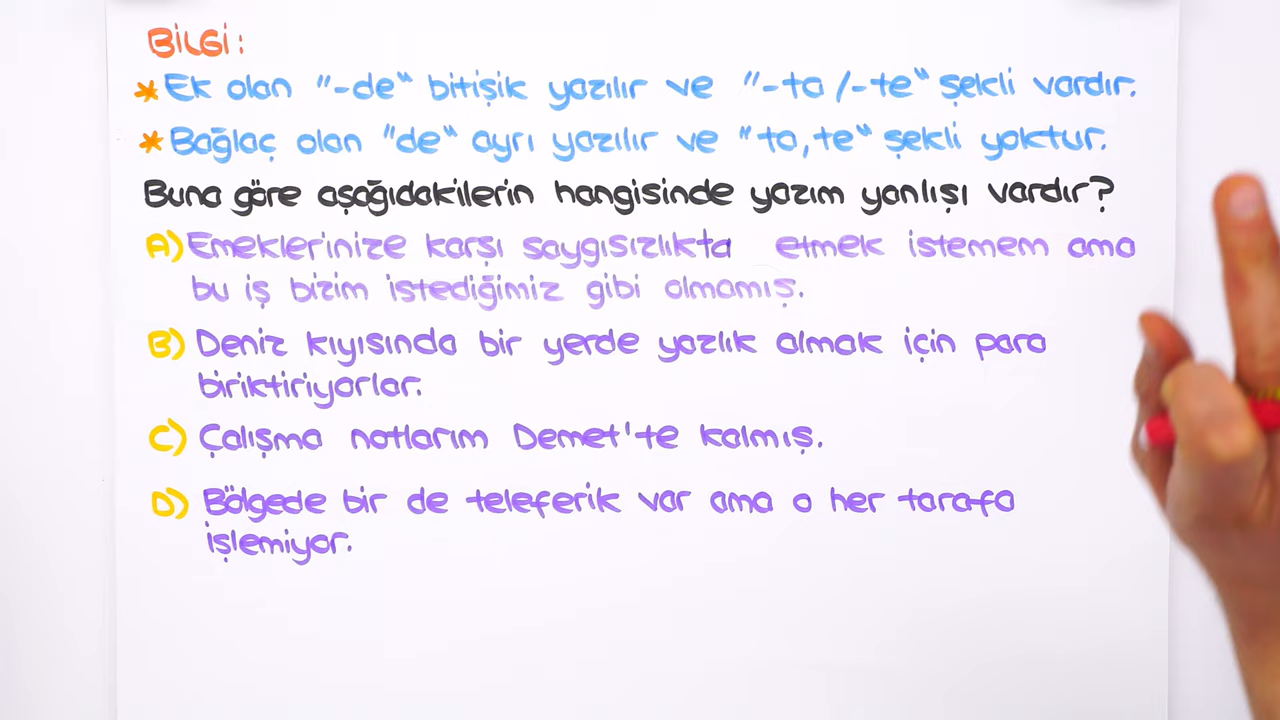 BİLGİ:
* Ek olan "-de" bitişik yazılır ve "-ta /-te" şekli vardır.
* Bağlaç olan "de" ayrı yazılır ve "ta, te" şekli yoktur.
Buna göre aşağıdakilerin hangisinde yazım yanlışı vardır?
A) Emeklerinize karşı saygısızlıkta etmek istemem ama
bu iş bizim istediğimiz gibi olmamış.
B) Deniz kıyısında bir yerde yazlık almak için para
biriktiriyorlar.
C) Çalışma notlarım Demet'te kalmış.
D) Bölgede bir de teleferik var ama o her tarafa
işlemiyor.